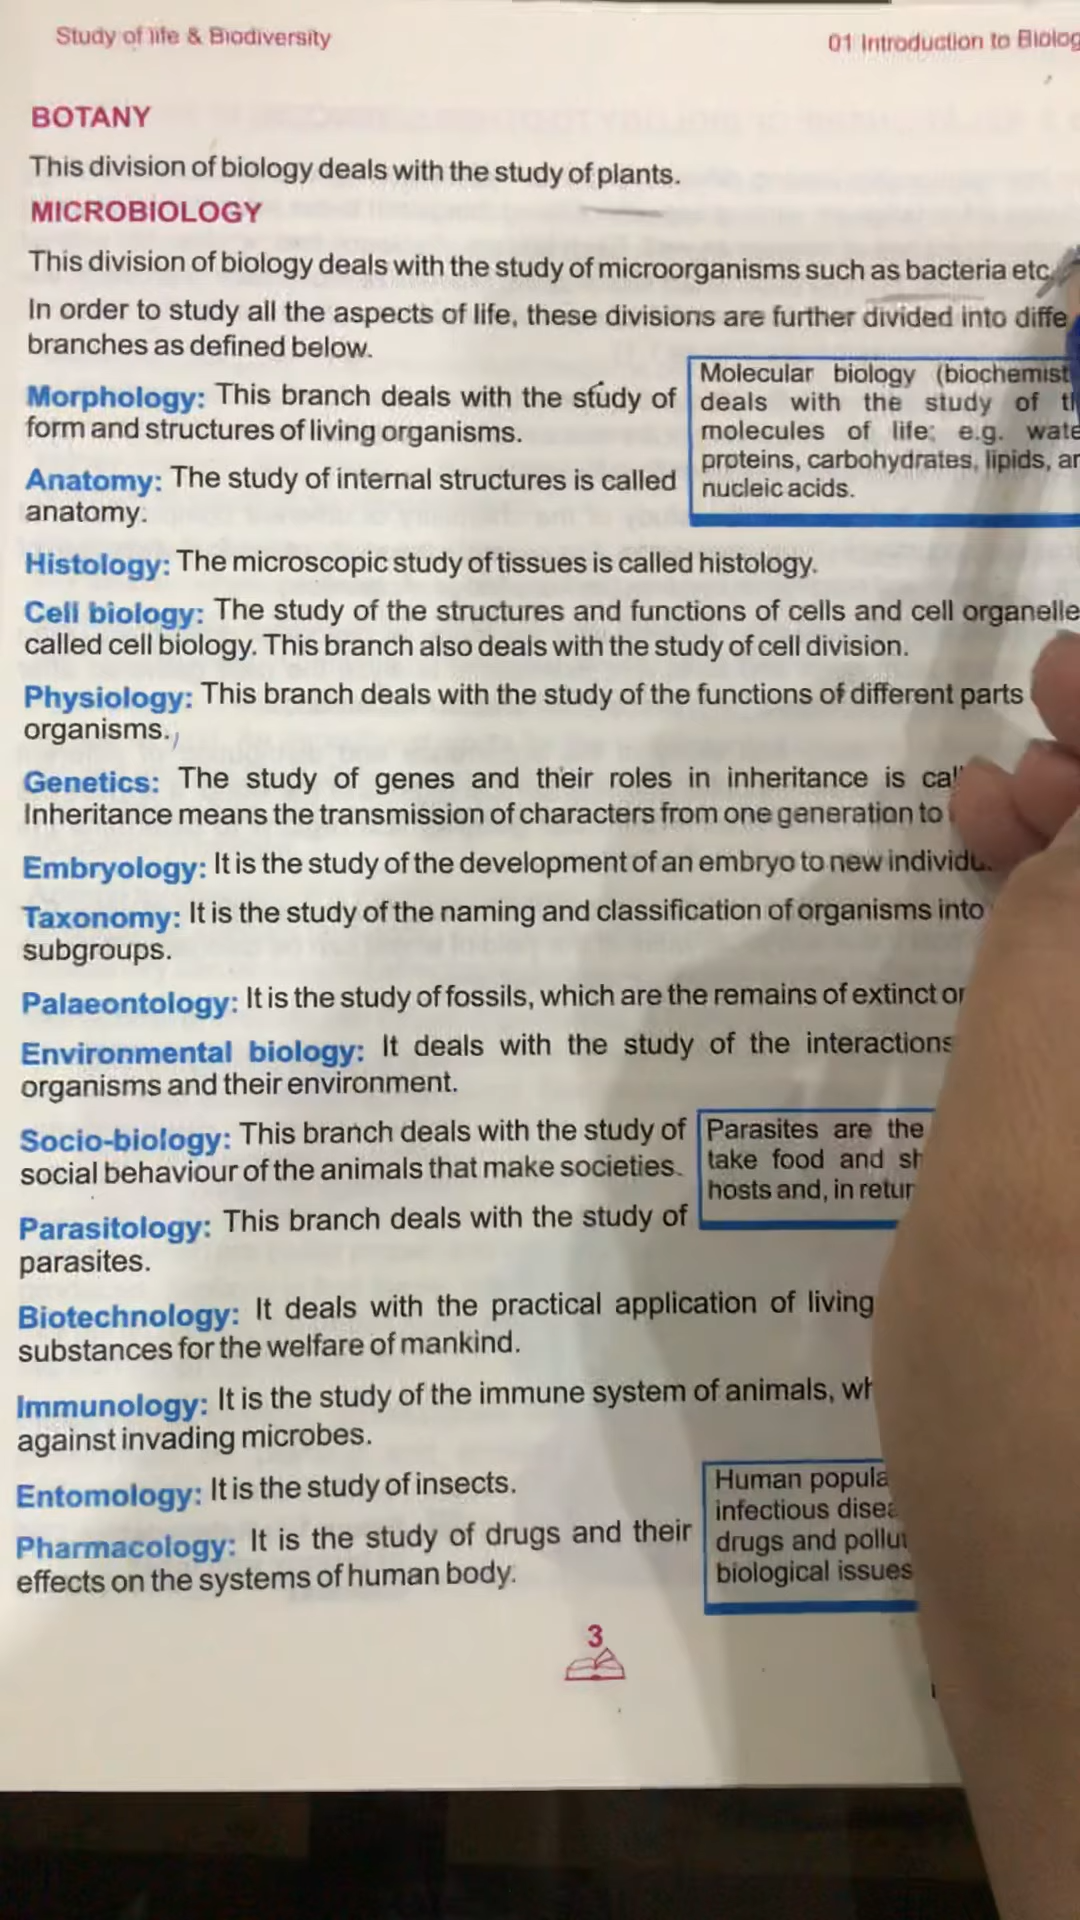 Study of life & Biodiversity
01 Introduction to
BOTANY
This division of biology deals with the study of plants.
MICROBIOLOGY
This division of biology deals with the study of microorganisms such as bacteria etc.
In order to study all the aspects of life, these divisions are further divided into
branches as defined below.
Morphology: This branch deals with the study of
form and structures of living organisms.
Anatomy: The study of internal structures is called
anatomy.
Molecular biology
deals with the study of
molecules of life; e.g.
proteins, carbohydrates, lipids,
nucleic acids.
Histology: The microscopic study of tissues is called histology.
Cell biology: The study of the structures and functions of cells and cell
called cell biology. This branch also deals with the study of cell division.
Physiology: This branch deals with the study of the functions of different parts
organisms.
Genetics: The study of genes and their roles in inheritance is
Inheritance means the transmission of characters from one generation to
Embryology: It is the study of the development of an embryo to new
Taxonomy: It is the study of the naming and classification of organisms into
subgroups.
Palaeontology: It is the study of fossils, which are the remains of extinct
Environmental biology: It deals with the study of the interactions
organisms and their environment.
Socio-biology: This branch deals with the study of
social behaviour of the animals that make societies.
Parasitology: This branch deals with the study of
parasites.
Parasites are the
take food and
hosts and, in
Biotechnology: It deals with the practical application of living
substances for the welfare of mankind.
Immunology: It is the study of the immune system of animals,
against invading microbes.
Entomology: It is the study of insects.
Pharmacology: It is the study of drugs and their
effects on the systems of human body.
Human
infectious
drugs and
biological issues
3